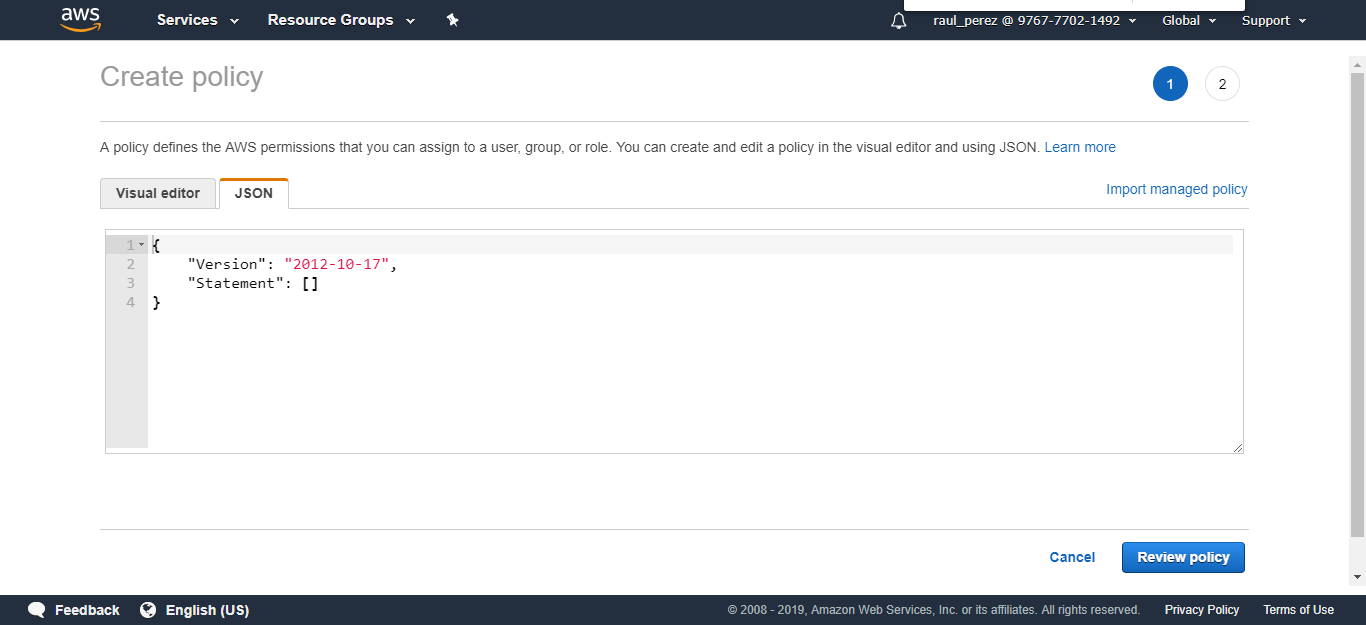 aws Services Resource Groups raul_perez @ 9767-7702-1492 Global Support
Create policy 1 2
A policy defines the AWS permissions that you can assign to a user, group, or role. You can create and edit a policy in the visual editor and using JSON. Learn more
Visual editor JSON Import managed policy
1 {
2 "Version": "2012-10-17",
3 "Statement": []
4 }
Cancel Review policy
Feedback English (US) © 2008 - 2019, Amazon Web Services, Inc. or its affiliates. All rights reserved. Privacy Policy Terms of Use